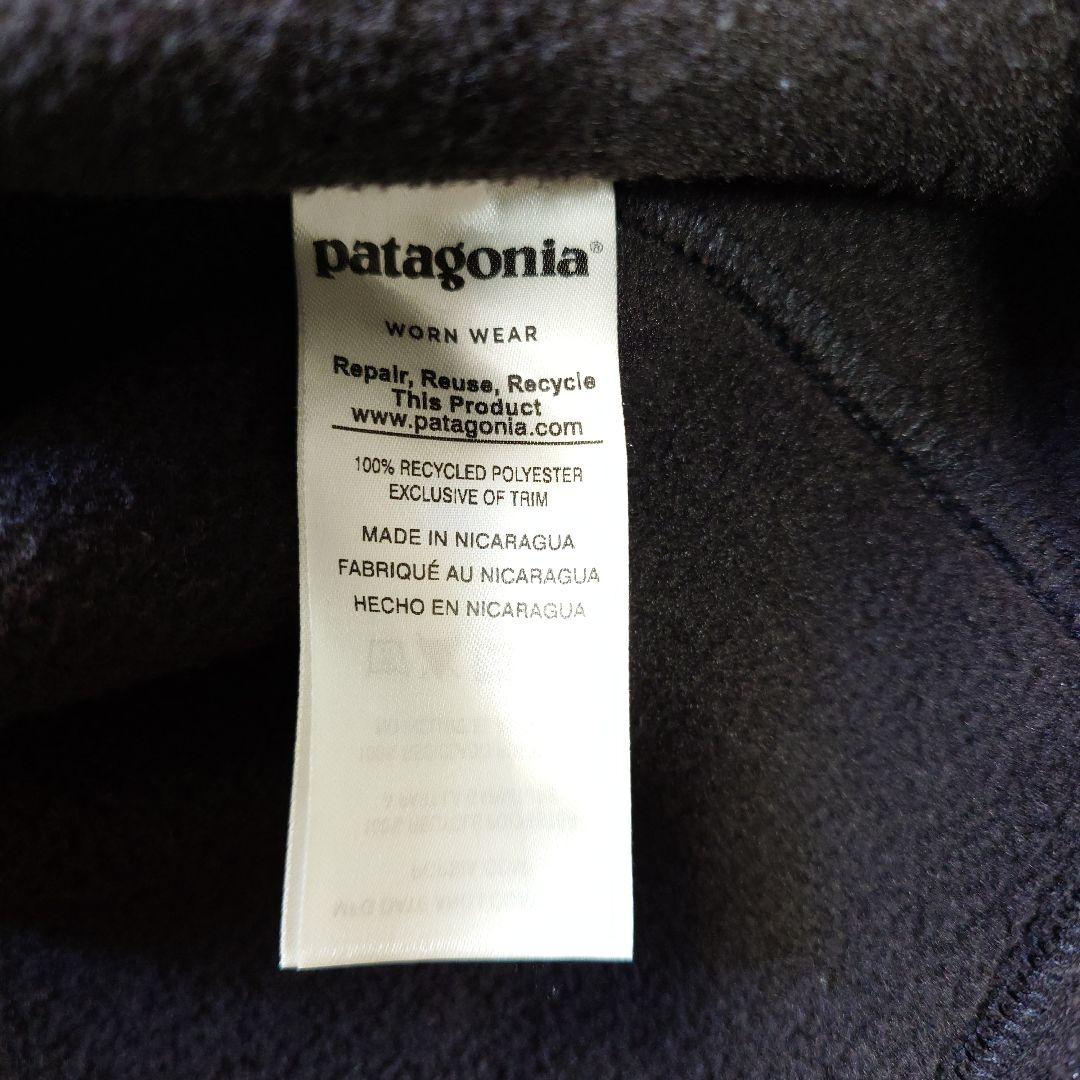 patagonia®
WORN WEAR
Repair, Reuse, Recycle
This Product
www.patagonia.com
100% RECYCLED POLYESTER
EXCLUSIVE OF TRIM
MADE IN NICARAGUA
FABRIQUÉ AU NICARAGUA
HECHO EN NICARAGUA